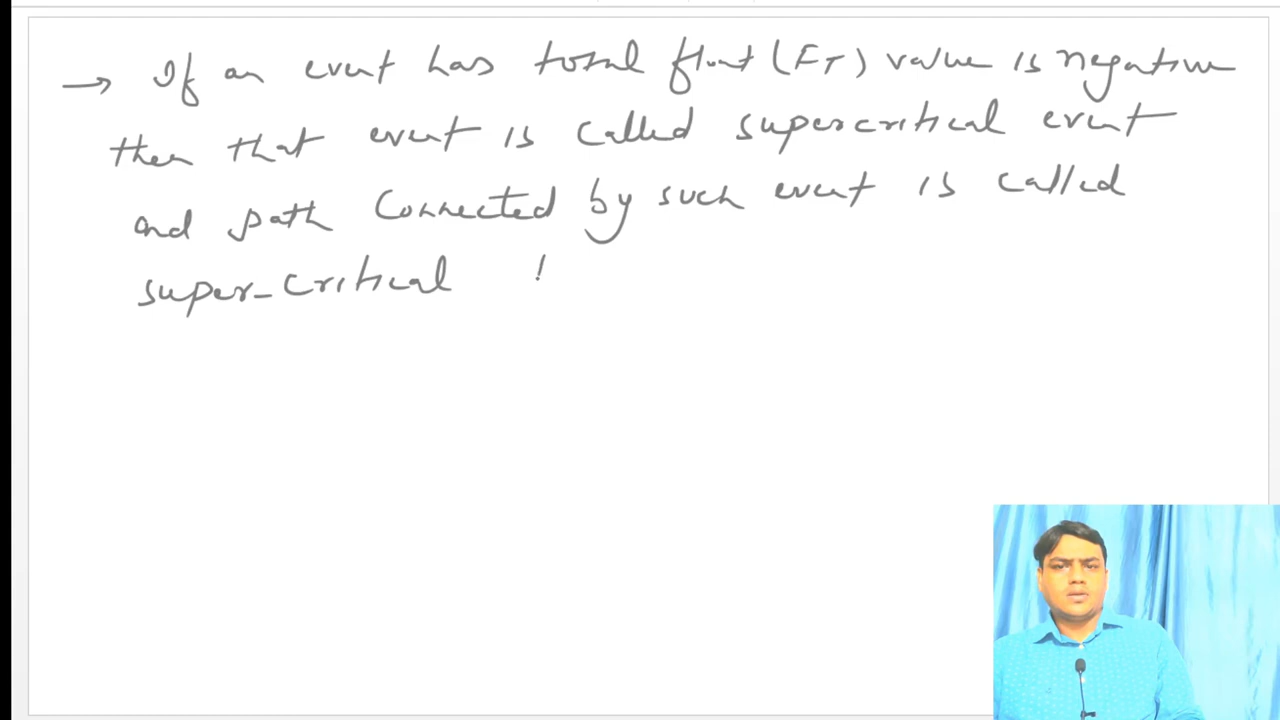 → If an event has total float (FT) value is negative
then that event is called supercritical event
and path connected by such event is called
super-critical